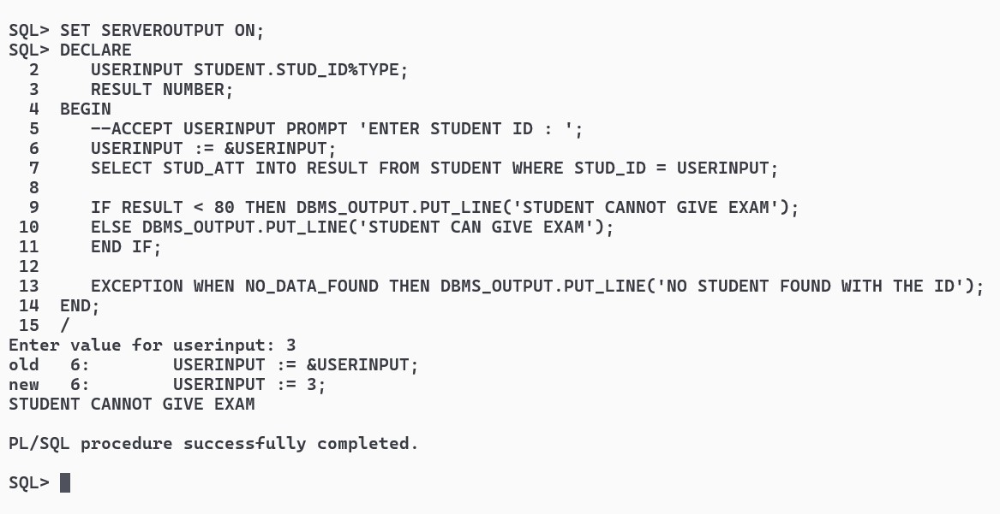 SQL> SET SERVEROUTPUT ON;
SQL> DECLARE
  2     USERINPUT STUDENT.STUD_ID%TYPE;
  3     RESULT NUMBER;
  4  BEGIN
  5     --ACCEPT USERINPUT PROMPT 'ENTER STUDENT ID : ';
  6     USERINPUT := &USERINPUT;
  7     SELECT STUD_ATT INTO RESULT FROM STUDENT WHERE STUD_ID = USERINPUT;
  8
  9     IF RESULT < 80 THEN DBMS_OUTPUT.PUT_LINE('STUDENT CANNOT GIVE EXAM');
 10     ELSE DBMS_OUTPUT.PUT_LINE('STUDENT CAN GIVE EXAM');
 11     END IF;
 12
 13     EXCEPTION WHEN NO_DATA_FOUND THEN DBMS_OUTPUT.PUT_LINE('NO STUDENT FOUND WITH THE ID');
 14  END;
 15  /
Enter value for userinput: 3
old   6:        USERINPUT := &USERINPUT;
new   6:        USERINPUT := 3;
STUDENT CANNOT GIVE EXAM
PL/SQL procedure successfully completed.
SQL>